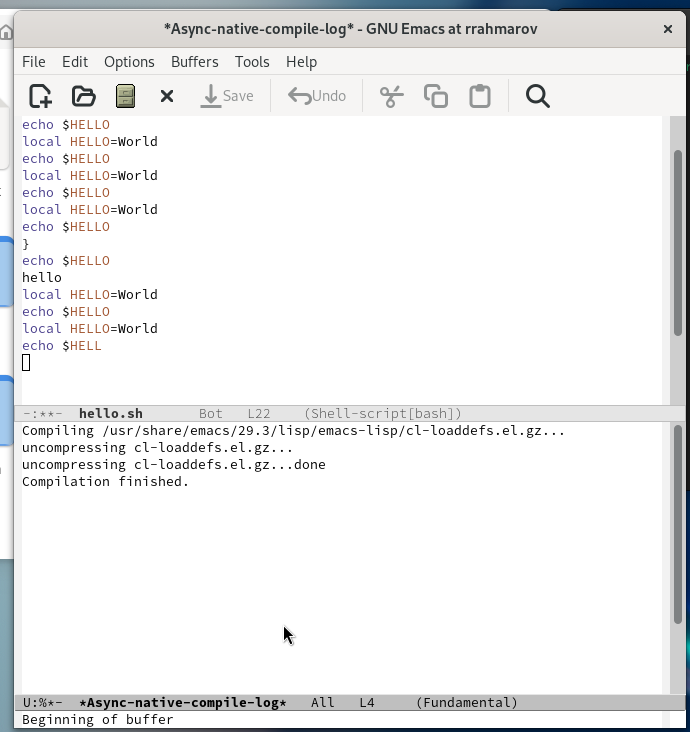 *Async-native-compile-log* - GNU Emacs at rrahmarov
File Edit Options Buffers Tools Help
Save Undo
echo $HELLO
local HELLO=World
echo $HELLO
local HELLO=World
echo $HELLO
local HELLO=World
echo $HELLO
}
echo $HELLO
hello
local HELLO=World
echo $HELLO
local HELLO=World
echo $HELL
-:**- hello.sh Bot L22 (Shell-script[bash])
Compiling /usr/share/emacs/29.3/lisp/emacs-lisp/cl-loaddefs.el.gz...
uncompressing cl-loaddefs.el.gz...
uncompressing cl-loaddefs.el.gz...done
Compilation finished.
U:%*- *Async-native-compile-log* All L4 (Fundamental)
Beginning of buffer